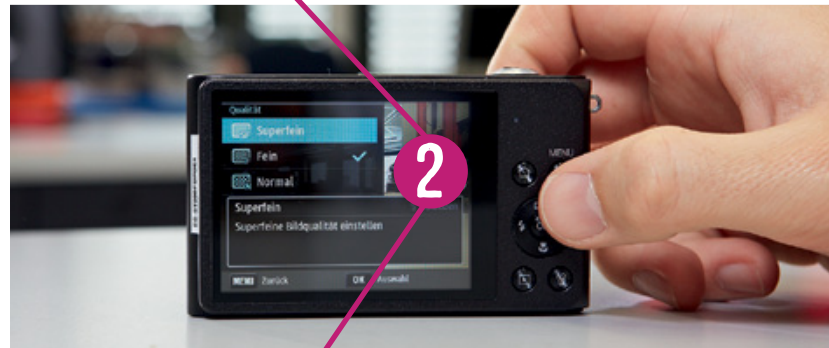 Qualität
Superfein
Fein
Normal
Superfein
Superfeine Bildqualität einstellen
MENU Zurück OK Auswahl
MENU
2